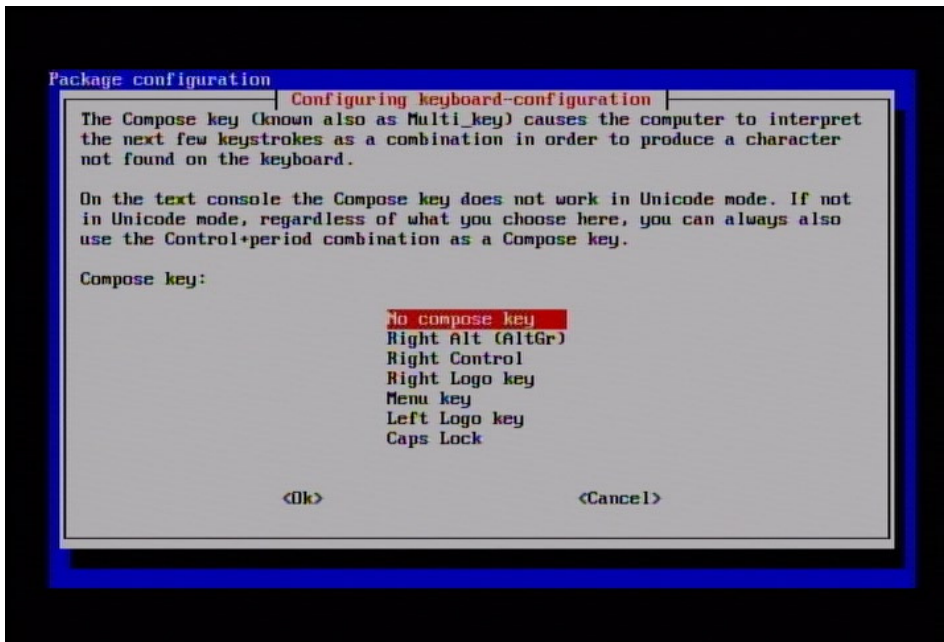 Package configuration
Configuring keyboard-configuration
The Compose key (known also as Multi_key) causes the computer to interpret
the next few keystrokes as a combination in order to produce a character
not found on the keyboard.
On the text console the Compose key does not work in Unicode mode. If not
in Unicode mode, regardless of what you choose here, you can always also
use the Control+period combination as a Compose key.
Compose key:
No compose key
Right Alt (AltGr)
Right Control
Right Logo key
Menu key
Left Logo key
Caps Lock
<Ok> <Cancel>